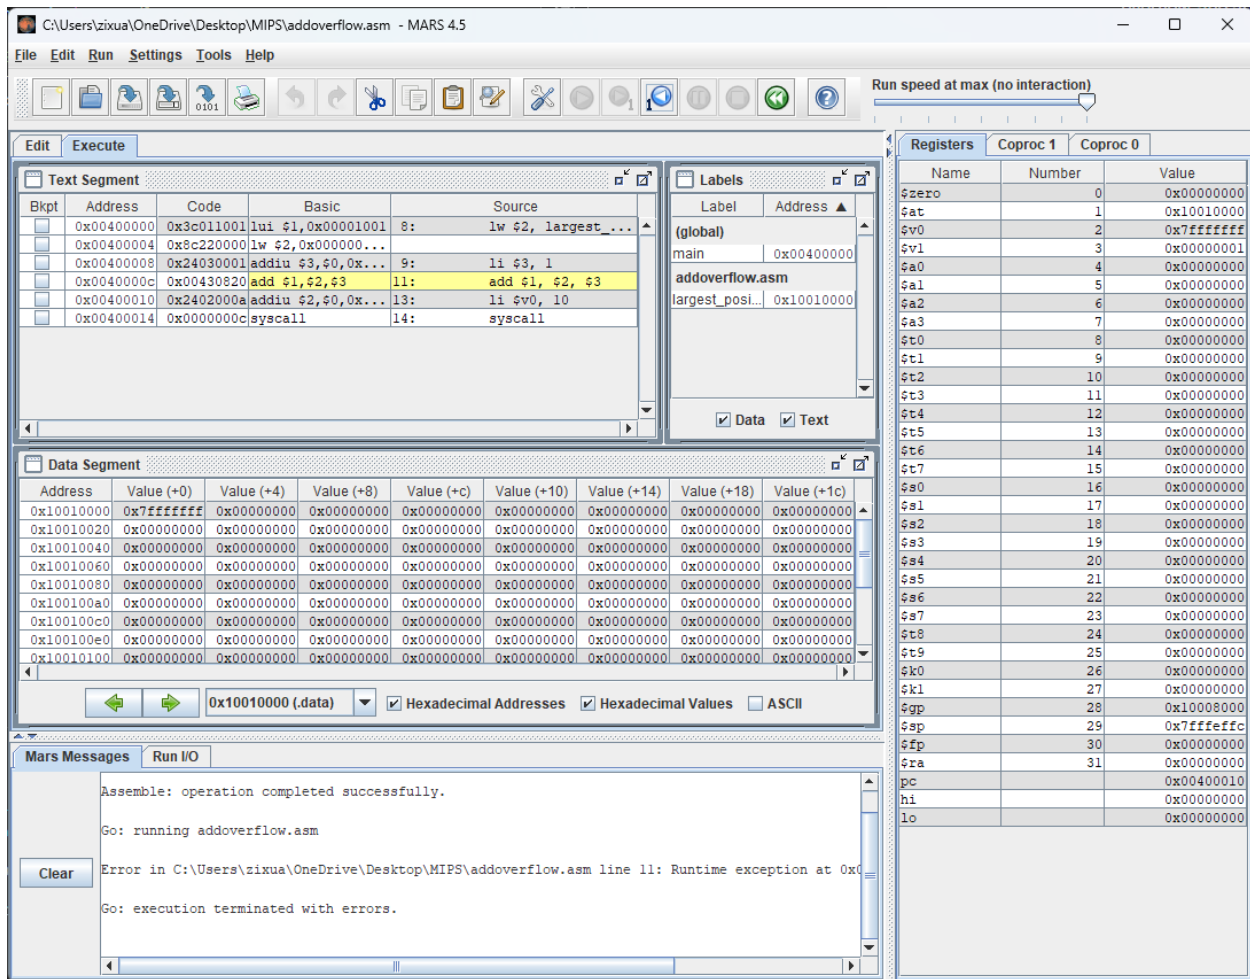 C:\Users\zixua\OneDrive\Desktop\MIPS\addoverflow.asm - MARS 4.5
File Edit Run Settings Tools Help
Run speed at max (no interaction)
Edit Execute
Text Segment
Bkpt Address Code Basic Source
0x00400000 0x3c011001 lui $1,0x00001001 8: lw $2, largest_...
0x00400004 0x8c220000 lw $2,0x000000...
0x00400008 0x24030001 addiu $3,$0,0x... 9: li $3, 1
0x0040000c 0x00430820 add $1,$2,$3 11: add $1, $2, $3
0x00400010 0x2402000a addiu $2,$0,0x... 13: li $v0, 10
0x00400014 0x0000000c syscall 14: syscall
Labels
Label Address ▲
(global)
main 0x00400000
addoverflow.asm
largest_posi... 0x10010000
Data Text
Data Segment
Address Value (+0) Value (+4) Value (+8) Value (+c) Value (+10) Value (+14) Value (+18) Value (+1c)
0x10010000 0x7fffffff 0x00000000 0x00000000 0x00000000 0x00000000 0x00000000 0x00000000 0x00000000
0x10010020 0x00000000 0x00000000 0x00000000 0x00000000 0x00000000 0x00000000 0x00000000 0x00000000
0x10010040 0x00000000 0x00000000 0x00000000 0x00000000 0x00000000 0x00000000 0x00000000 0x00000000
0x10010060 0x00000000 0x00000000 0x00000000 0x00000000 0x00000000 0x00000000 0x00000000 0x00000000
0x10010080 0x00000000 0x00000000 0x00000000 0x00000000 0x00000000 0x00000000 0x00000000 0x00000000
0x100100a0 0x00000000 0x00000000 0x00000000 0x00000000 0x00000000 0x00000000 0x00000000 0x00000000
0x100100c0 0x00000000 0x00000000 0x00000000 0x00000000 0x00000000 0x00000000 0x00000000 0x00000000
0x100100e0 0x00000000 0x00000000 0x00000000 0x00000000 0x00000000 0x00000000 0x00000000 0x00000000
0x10010100 0x00000000 0x00000000 0x00000000 0x00000000 0x00000000 0x00000000 0x00000000 0x00000000
0x10010000 (.data) Hexadecimal Addresses Hexadecimal Values ASCII
Mars Messages Run I/O
Clear
Assemble: operation completed successfully.
Go: running addoverflow.asm
Error in C:\Users\zixua\OneDrive\Desktop\MIPS\addoverflow.asm line 11: Runtime exception at 0x0
Go: execution terminated with errors.
Registers Coproc 1 Coproc 0
Name Number Value
$zero 0 0x00000000
$at 1 0x10010000
$v0 2 0x7fffffff
$v1 3 0x00000001
$a0 4 0x00000000
$a1 5 0x00000000
$a2 6 0x00000000
$a3 7 0x00000000
$t0 8 0x00000000
$t1 9 0x00000000
$t2 10 0x00000000
$t3 11 0x00000000
$t4 12 0x00000000
$t5 13 0x00000000
$t6 14 0x00000000
$t7 15 0x00000000
$s0 16 0x00000000
$s1 17 0x00000000
$s2 18 0x00000000
$s3 19 0x00000000
$s4 20 0x00000000
$s5 21 0x00000000
$s6 22 0x00000000
$s7 23 0x00000000
$t8 24 0x00000000
$t9 25 0x00000000
$k0 26 0x00000000
$k1 27 0x00000000
$gp 28 0x10008000
$sp 29 0x7fffeffc
$fp 30 0x00000000
$ra 31 0x00000000
pc 0x00400010
hi 0x00000000
lo 0x00000000